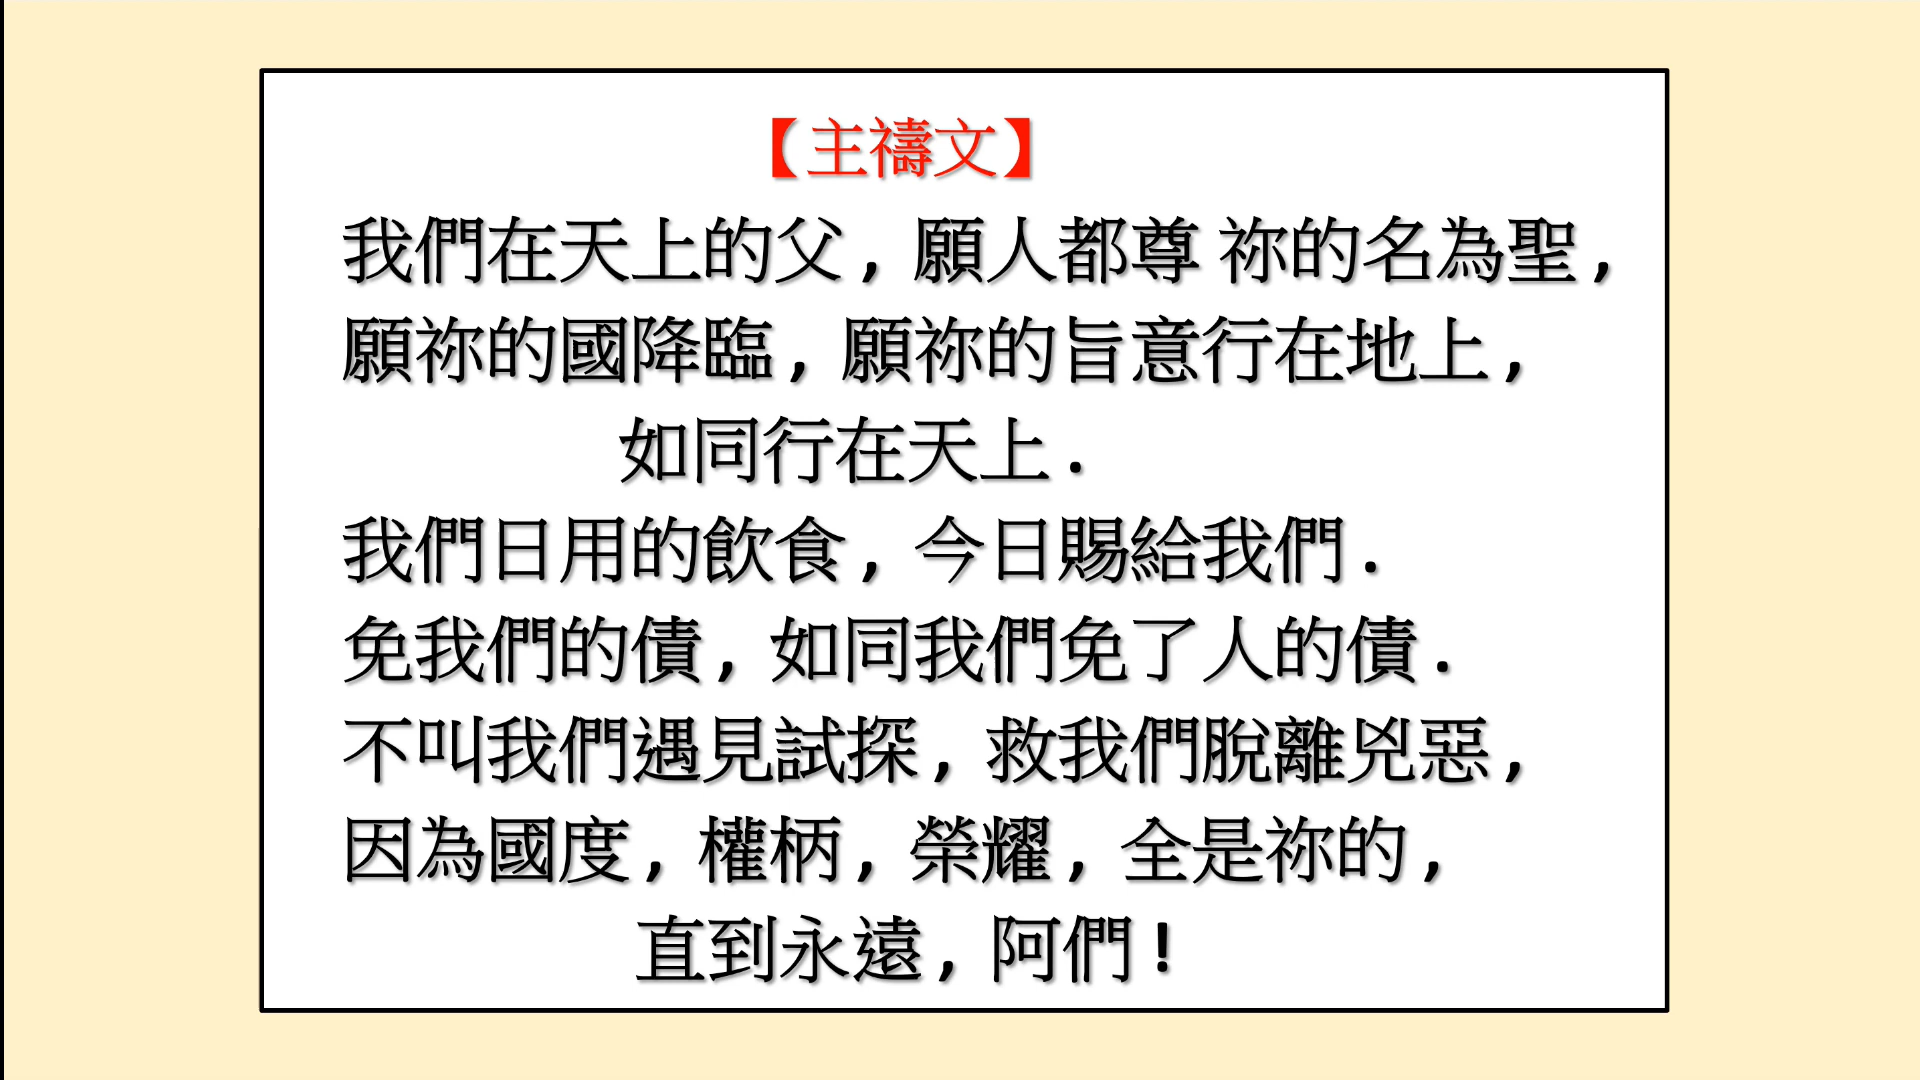 【主禱文】
我們在天上的父, 願人都尊 祢的名為聖,
願祢的國降臨, 願祢的旨意行在地上,
如同行在天上.
我們日用的飲食, 今日賜給我們.
免我們的債, 如同我們免了人的債.
不叫我們遇見試探, 救我們脫離兇惡,
因為國度, 權柄, 榮耀, 全是祢的,
直到永遠, 阿們!